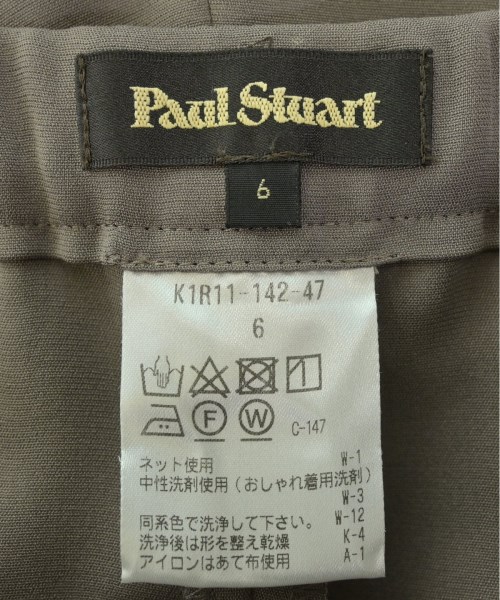 Paul Stuart
6
K1R11-142-47
6
F W C-147
ネット使用 W-1
中性洗剤使用(おしゃれ着用洗剤)
W-3
同系色で洗浄して下さい。 W-12
洗浄後は形を整え乾燥 K-4
アイロンはあて布使用 A-1